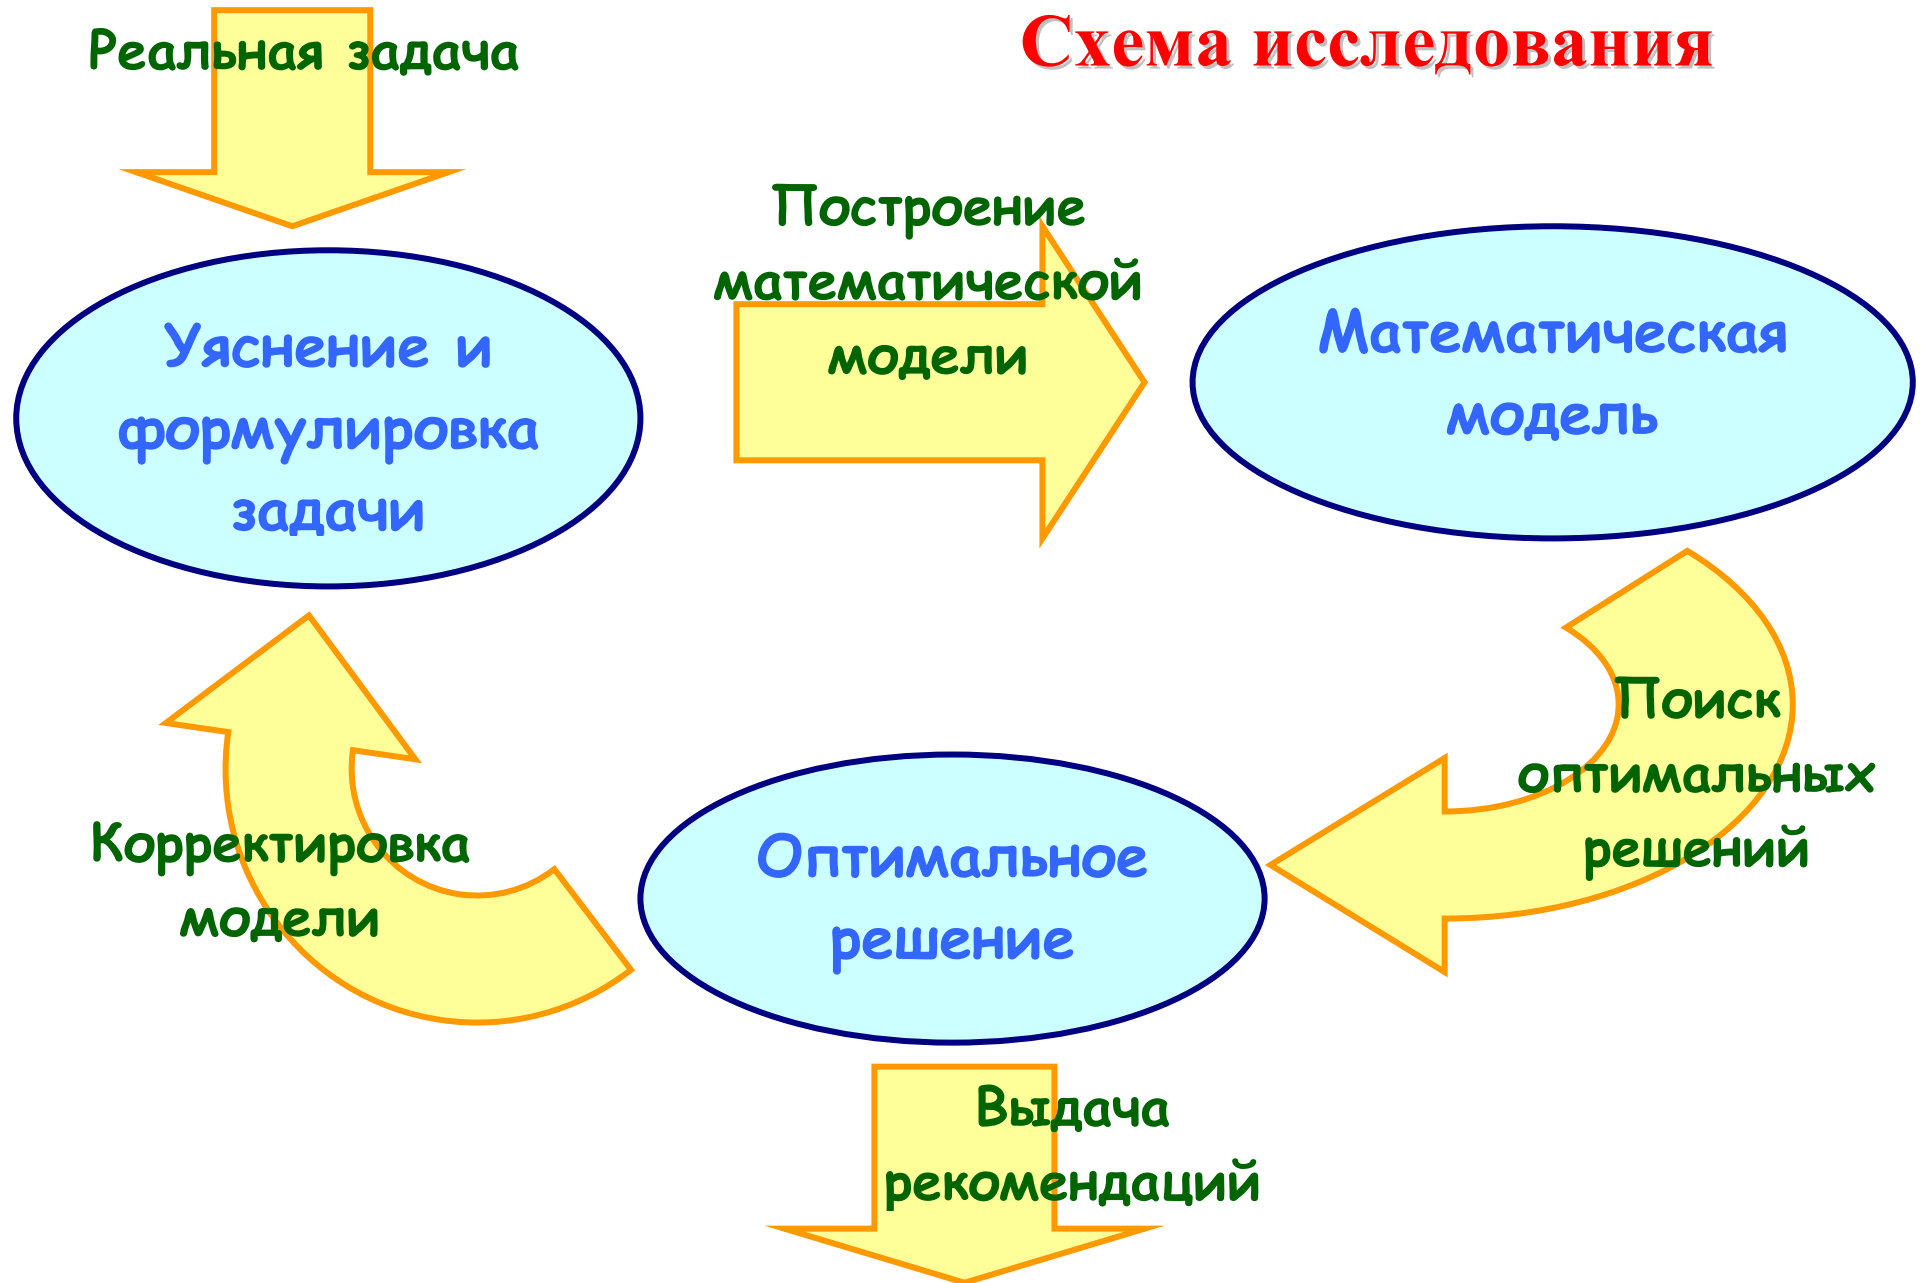 Схема исследования
Реальная задача
Уяснение и
формулировка
задачи
Построение
математической
модели
Математическая
модель
Поиск
оптимальных
решений
Оптимальное
решение
Корректировка
модели
Выдача
рекомендаций